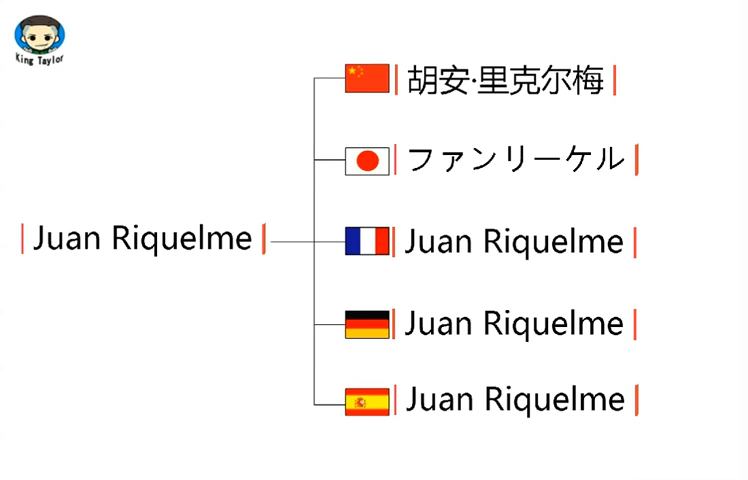 King Taylor
胡安·里克尔梅
ファンリーケル
Juan Riquelme
Juan Riquelme
Juan Riquelme
Juan Riquelme